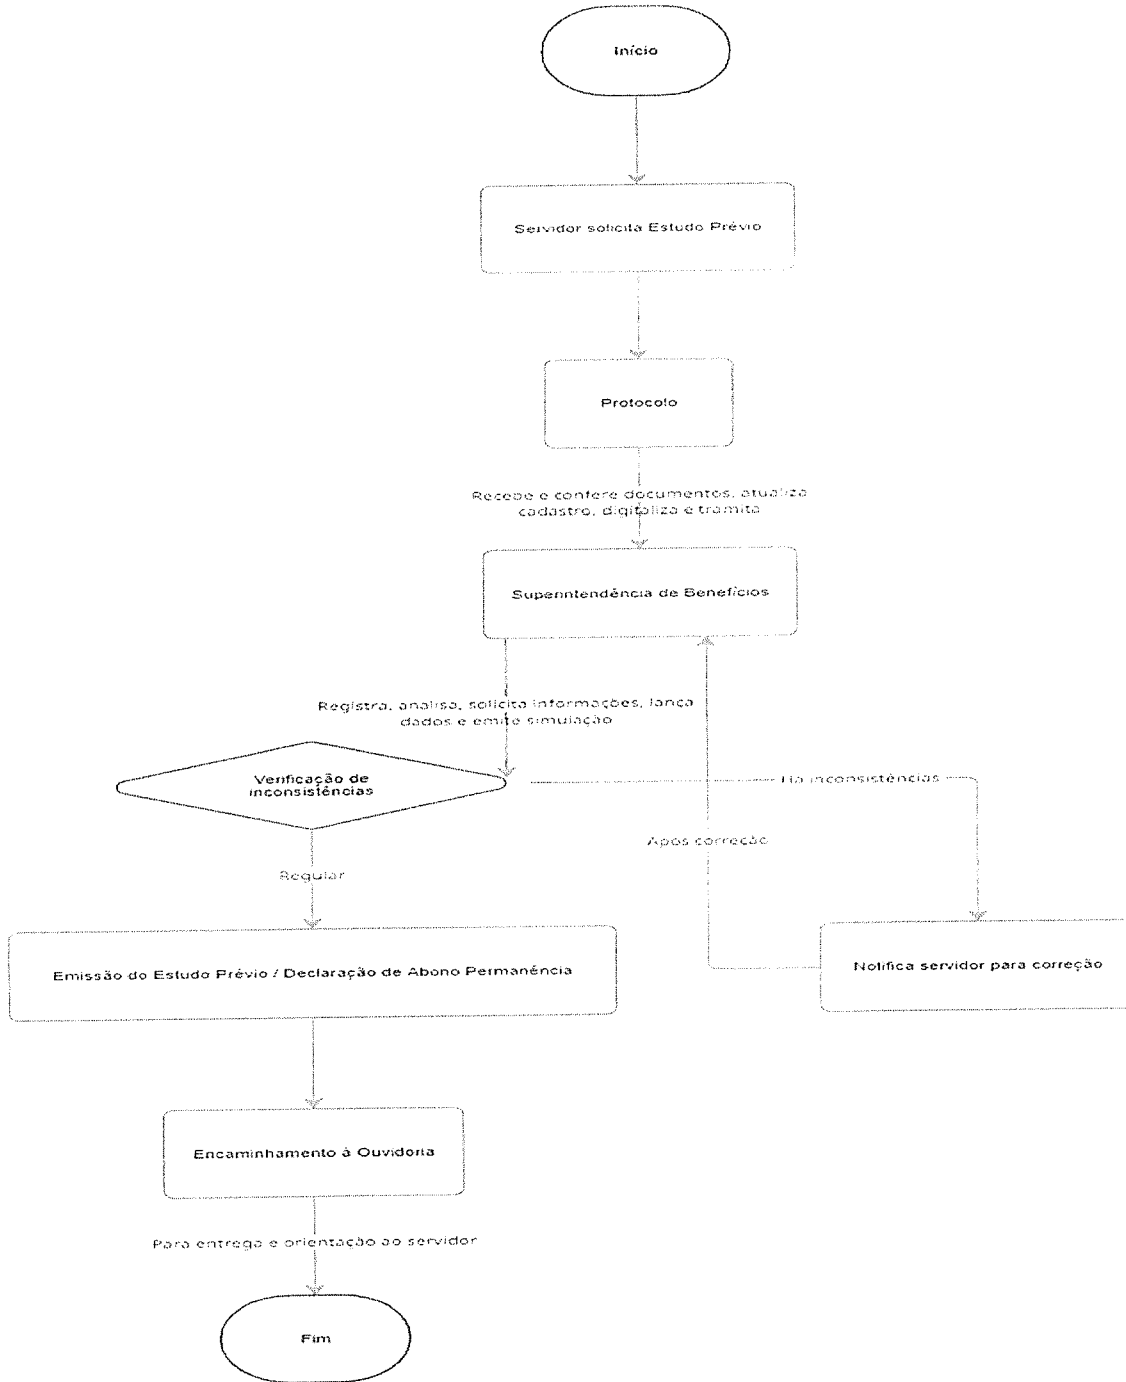 Início
Servidor solicita Estudo Prévio
Protocolo
Recebe e confere documentos, atualiza
cadastro, digitaliza e tramita
Superintendência de Benefícios
Registra, analisa, solicita informações, lança
dados e emite simulação
Verificação de
inconsistências
Há inconsistências
Após correção
Regular
Emissão do Estudo Prévio / Declaração de Abono Permanência
Notifica servidor para correção
Encaminhamento à Ouvidoria
Para entrega e orientação ao servidor
Fim